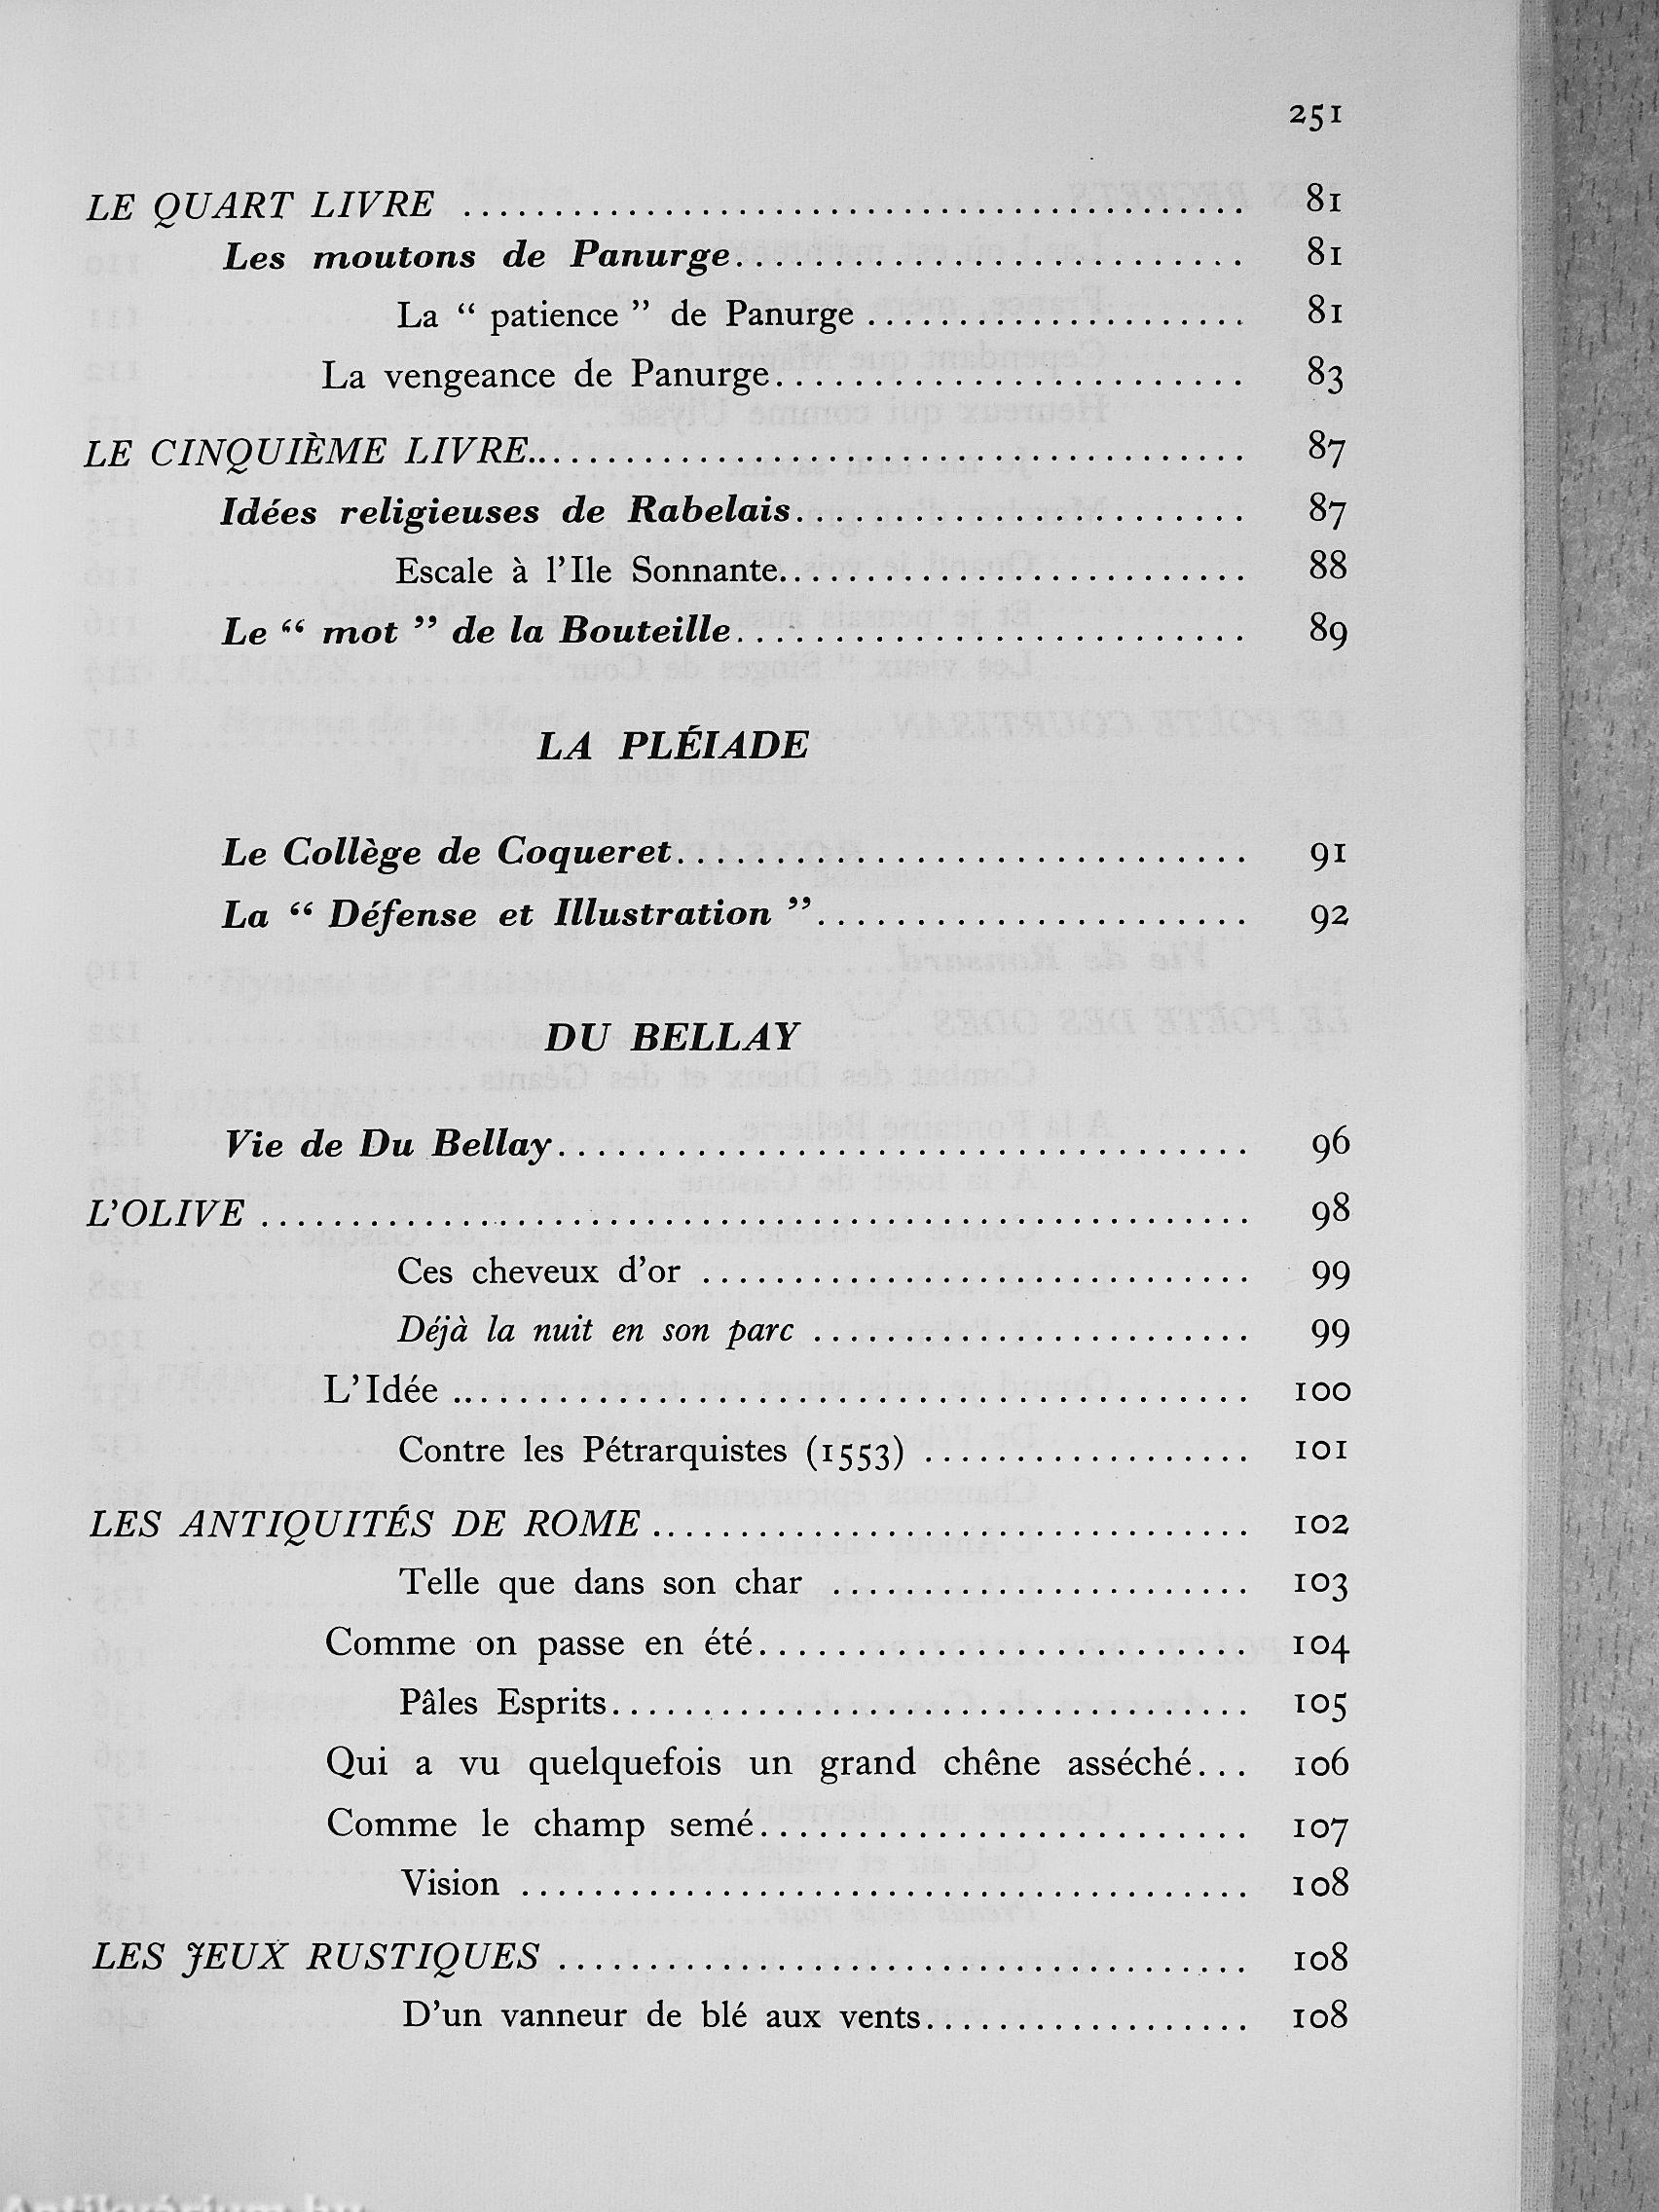 251
LE QUART LIVRE ........................................ 81
Les moutons de Panurge........................... 81
La “ patience ” de Panurge ..................... 81
La vengeance de Panurge......................... 83
LE CINQUIÈME LIVRE...................................... 87
Idées religieuses de Rabelais........................ 87
Escale à l’Ile Sonnante.......................... 88
Le “ mot ” de la Bouteille........................... 89
LA PLÉIADE
Le Collège de Coqueret.............................. 91
La “ Défense et Illustration ”....................... 92
DU BELLAY
Vie de Du Bellay..................................... 96
L’OLIVE ................................................ 98
Ces cheveux d’or ............................... 99
Déjà la nuit en son parc ........................ 99
L’Idée .......................................... 100
Contre les Pétrarquistes (1553) .................. 101
LES ANTIQUITÉS DE ROME ................................ 102
Telle que dans son char ....................... 103
Comme on passe en été.......................... 104
Pâles Esprits.................................. 105
Qui a vu quelquefois un grand chêne asséché... 106
Comme le champ semé.......................... 107
Vision ........................................ 108
LES JEUX RUSTIQUES ..................................... 108
D’un vanneur de blé aux vents.................. 108